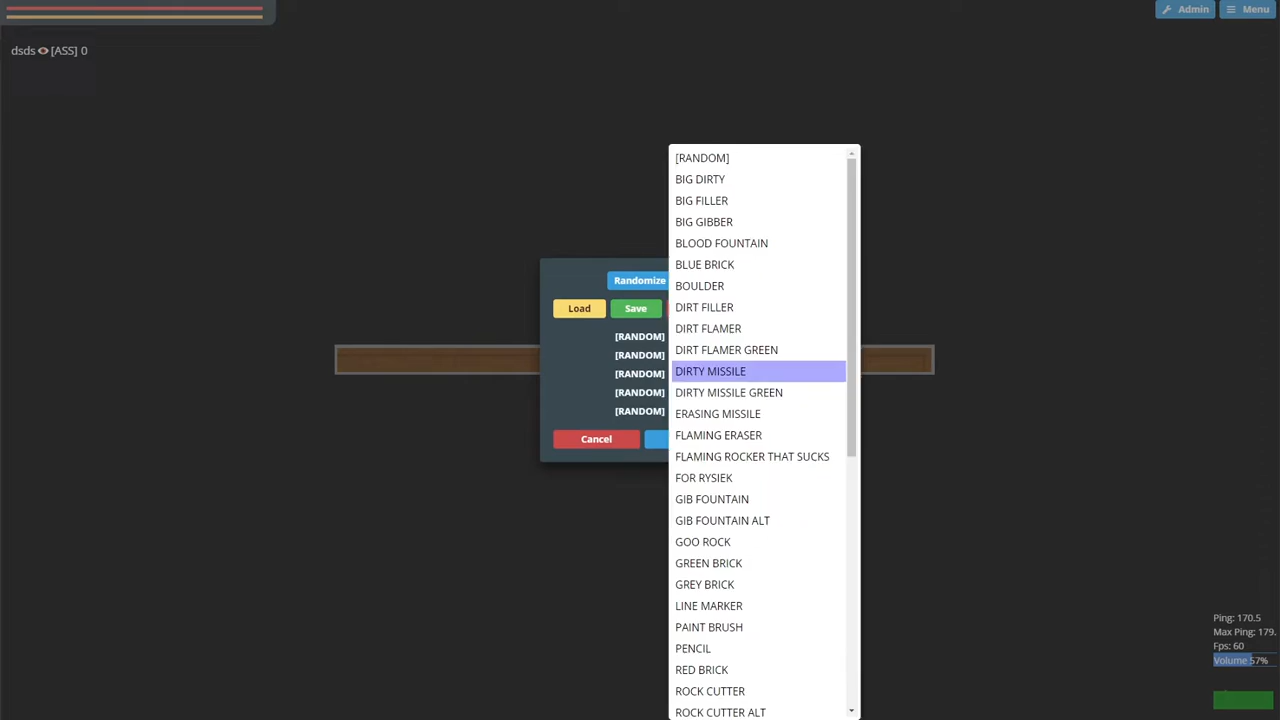 Admin
Menu
dsds [ASS] 0
[RANDOM]
BIG DIRTY
BIG FILLER
BIG GIBBER
BLOOD FOUNTAIN
BLUE BRICK
BOULDER
DIRT FILLER
DIRT FLAMER
DIRT FLAMER GREEN
DIRTY MISSILE
DIRTY MISSILE GREEN
ERASING MISSILE
FLAMING ERASER
FLAMING ROCKER THAT SUCKS
FOR RYSIEK
GIB FOUNTAIN
GIB FOUNTAIN ALT
GOO ROCK
GREEN BRICK
GREY BRICK
LINE MARKER
PAINT BRUSH
PENCIL
RED BRICK
ROCK CUTTER
ROCK CUTTER ALT
Randomize
Load
Save
[RANDOM]
[RANDOM]
[RANDOM]
[RANDOM]
[RANDOM]
Cancel
Ping: 170.5
Max Ping: 179.
Fps: 60
Volume 57%